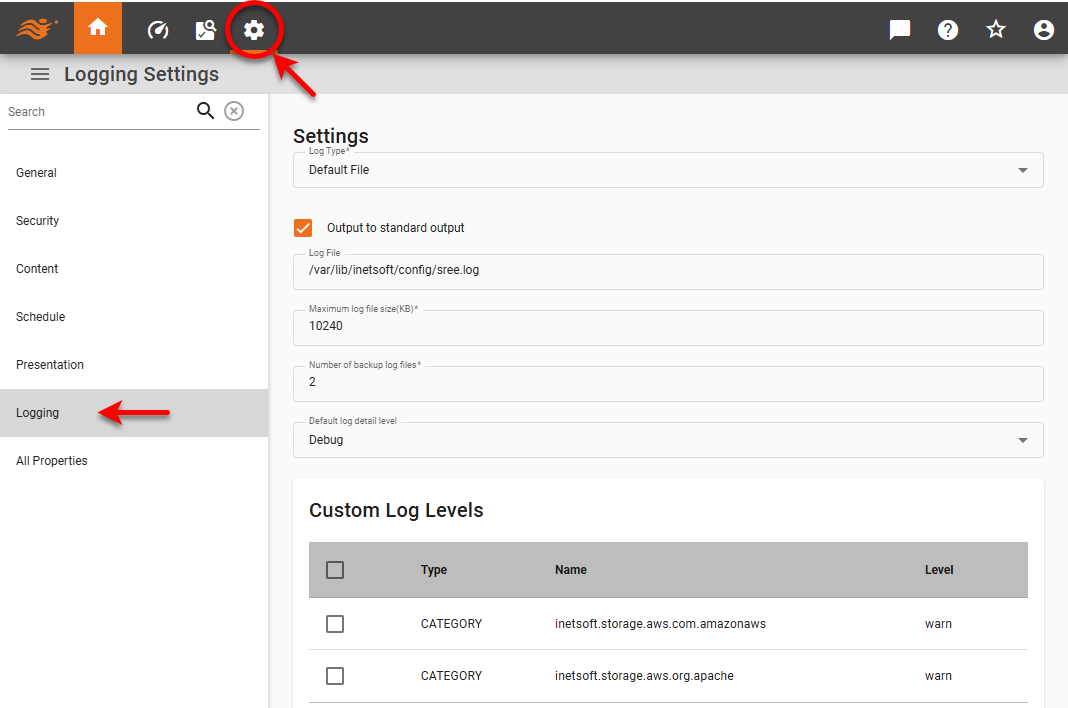 Logging Settings
Search
General
Security
Content
Schedule
Presentation
Logging
All Properties
Settings
Log Type*
Default File
Output to standard output
Log File
/var/lib/inetsoft/config/sree.log
Maximum log file size(KB)*
10240
Number of backup log files*
2
Default log detail level
Debug
Custom Log Levels
Type Name Level
CATEGORY inetsoft.storage.aws.com.amazonaws warn
CATEGORY inetsoft.storage.aws.org.apache warn